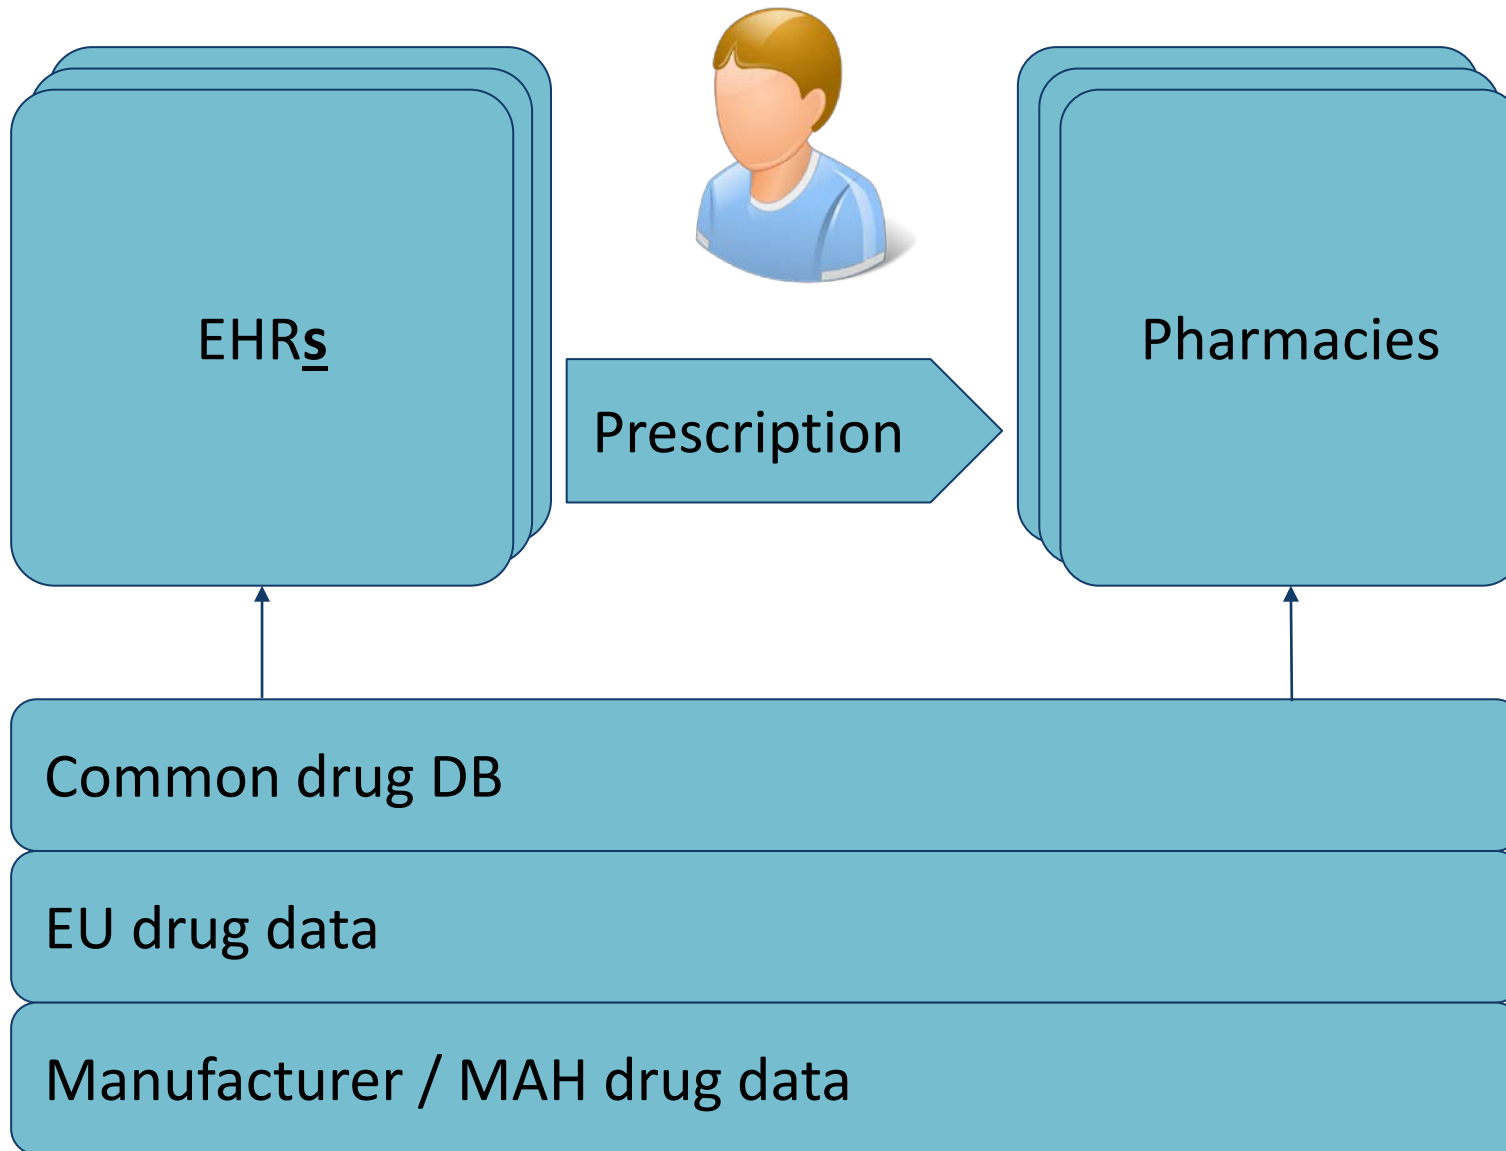 EHRs
Pharmacies
Prescription
Common drug DB
EU drug data
Manufacturer / MAH drug data